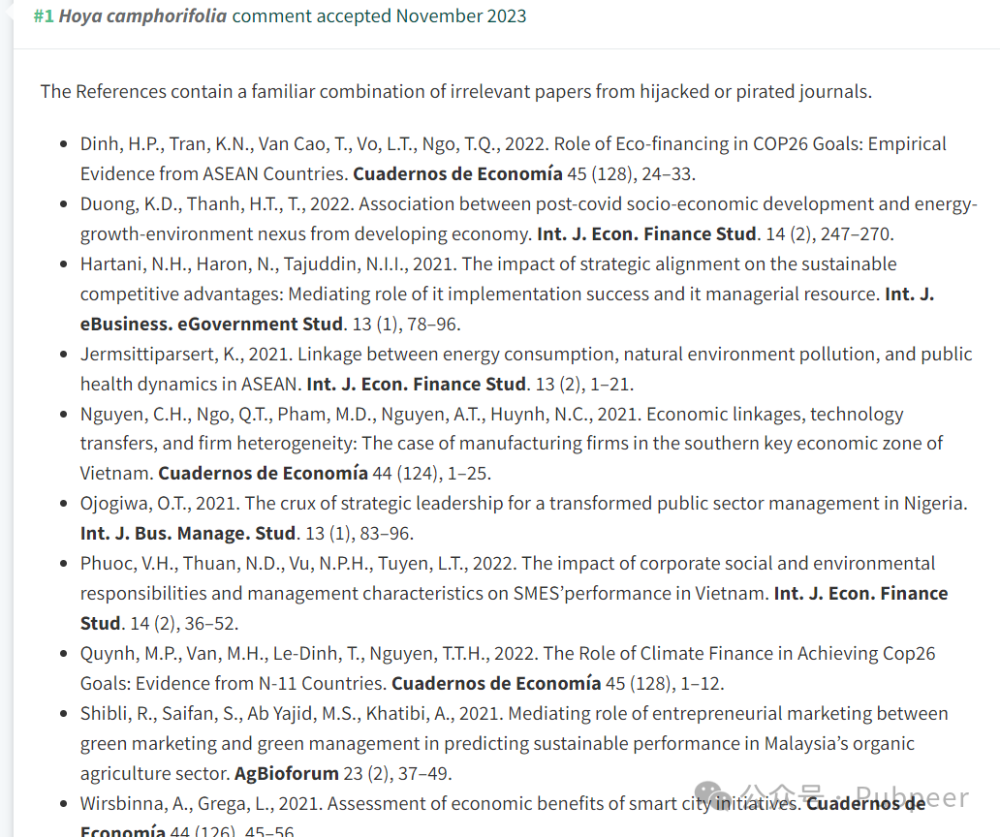 #1 Hoya camphorifolia comment accepted November 2023
The References contain a familiar combination of irrelevant papers from hijacked or pirated journals.
• Dinh, H.P., Tran, K.N., Van Cao, T., Vo, L.T., Ngo, T.Q., 2022. Role of Eco-financing in COP26 Goals: Empirical
Evidence from ASEAN Countries. Cuadernos de Economía 45 (128), 24–33.
• Duong, K.D., Thanh, H.T., T., 2022. Association between post-covid socio-economic development and energy-
growth-environment nexus from developing economy. Int. J. Econ. Finance Stud. 14 (2), 247–270.
• Hartani, N.H., Haron, N., Tajuddin, N.I.I., 2021. The impact of strategic alignment on the sustainable
competitive advantages: Mediating role of it implementation success and it managerial resource. Int. J.
eBusiness. eGovernment Stud. 13 (1), 78–96.
• Jermsittiparsert, K., 2021. Linkage between energy consumption, natural environment pollution, and public
health dynamics in ASEAN. Int. J. Econ. Finance Stud. 13 (2), 1–21.
• Nguyen, C.H., Ngo, Q.T., Pham, M.D., Nguyen, A.T., Huynh, N.C., 2021. Economic linkages, technology
transfers, and firm heterogeneity: The case of manufacturing firms in the southern key economic zone of
Vietnam. Cuadernos de Economía 44 (124), 1–25.
• Ojogiwa, O.T., 2021. The crux of strategic leadership for a transformed public sector management in Nigeria.
Int. J. Bus. Manage. Stud. 13 (1), 83–96.
• Phuoc, V.H., Thuan, N.D., Vu, N.P.H., Tuyen, L.T., 2022. The impact of corporate social and environmental
responsibilities and management characteristics on SMES’performance in Vietnam. Int. J. Econ. Finance
Stud. 14 (2), 36–52.
• Quynh, M.P., Van, M.H., Le-Dinh, T., Nguyen, T.T.H., 2022. The Role of Climate Finance in Achieving Cop26
Goals: Evidence from N-11 Countries. Cuadernos de Economía 45 (128), 1–12.
• Shibli, R., Saifan, S., Ab Yajid, M.S., Khatibi, A., 2021. Mediating role of entrepreneurial marketing between
green marketing and green management in predicting sustainable performance in Malaysia’s organic
agriculture sector. AgBioforum 23 (2), 37–49.
• Wirsbinna, A., Grega, L., 2021. Assessment of economic benefits of smart city initiatives. Cuadernos de
Economía 44 (126), 45–56
公众号 · Pubpeer